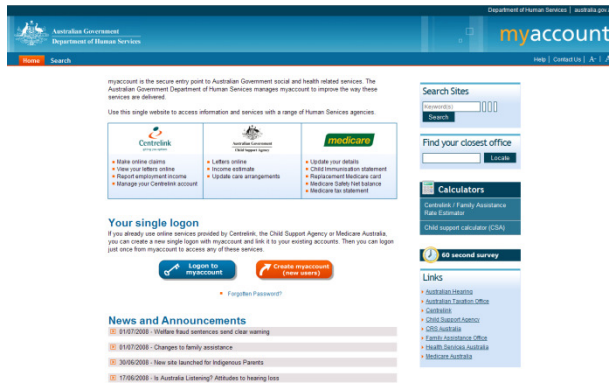 Department of Human Services | australia.gov.a
Australian Government
Department of Human Services
myaccount
Home Search
Help | Contact Us | A- | A
myaccount is the secure entry point to Australian Government social and
health related services. The
Australian Government Department of Human Services manages myaccount to improve the way these
services are delivered.
Use this single website to access information and services with a range of Human Services agencies.
Centrelink
giving you options
Make online claims
View your letters online
Report employment income
Manage your Centrelink account
Australian Government
Child Support Agency
Letters online
Income estimate
Update care arrangements
medicare
Update your details
Child Immunisation statement
Replacement Medicare card
Medicare Safety Net balance
Medicare tax statement
Your single logon
If you already use online services provided by Centrelink, the Child Support Agency or Medicare Australia,
you can create a new single logon with myaccount and link it to your existing accounts. Then you can logon
just once from myaccount to access any of these services.
Logon to
myaccount
Create myaccount
(new users)
Forgotten Password?
News and Announcements
01/07/2008 - Welfare fraud sentences send clear warning
01/07/2008 - Changes to family assistance
30/06/2008 - New site launched for Indigenous Parents
17/06/2008 - Is Australia Listening? Attitudes to hearing loss
Search Sites
Keyword(s)
Search
Find your closest office
Locate
Calculators
Centrelink / Family Assistance
Rate Estimator
Child support calculator (CSA)
60 second survey
Links
Australian Hearing
Australian Taxation Office
Centrelink
Child Support Agency
CRS Australia
Family Assistance Office
Health Services Australia
Medicare Australia